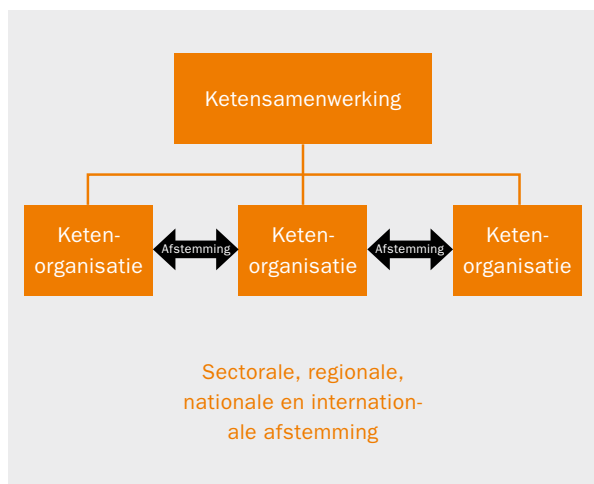 Ketensamenwerking
Keten-
organisatie
Afstemming
Keten-
organisatie
Afstemming
Keten-
organisatie
Sectorale, regionale,
nationale en internation-
ale afstemming